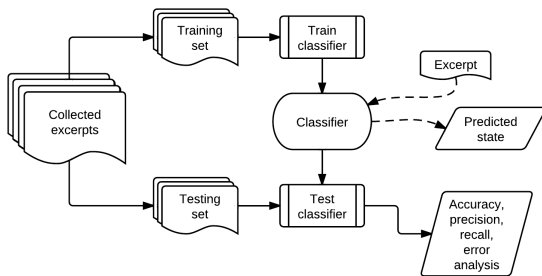 Training
set
Train
classifier
Excerpt
Collected
excerpts
Classifier
Predicted
state
Testing
set
Test
classifier
Accuracy,
precision,
recall,
error
analysis